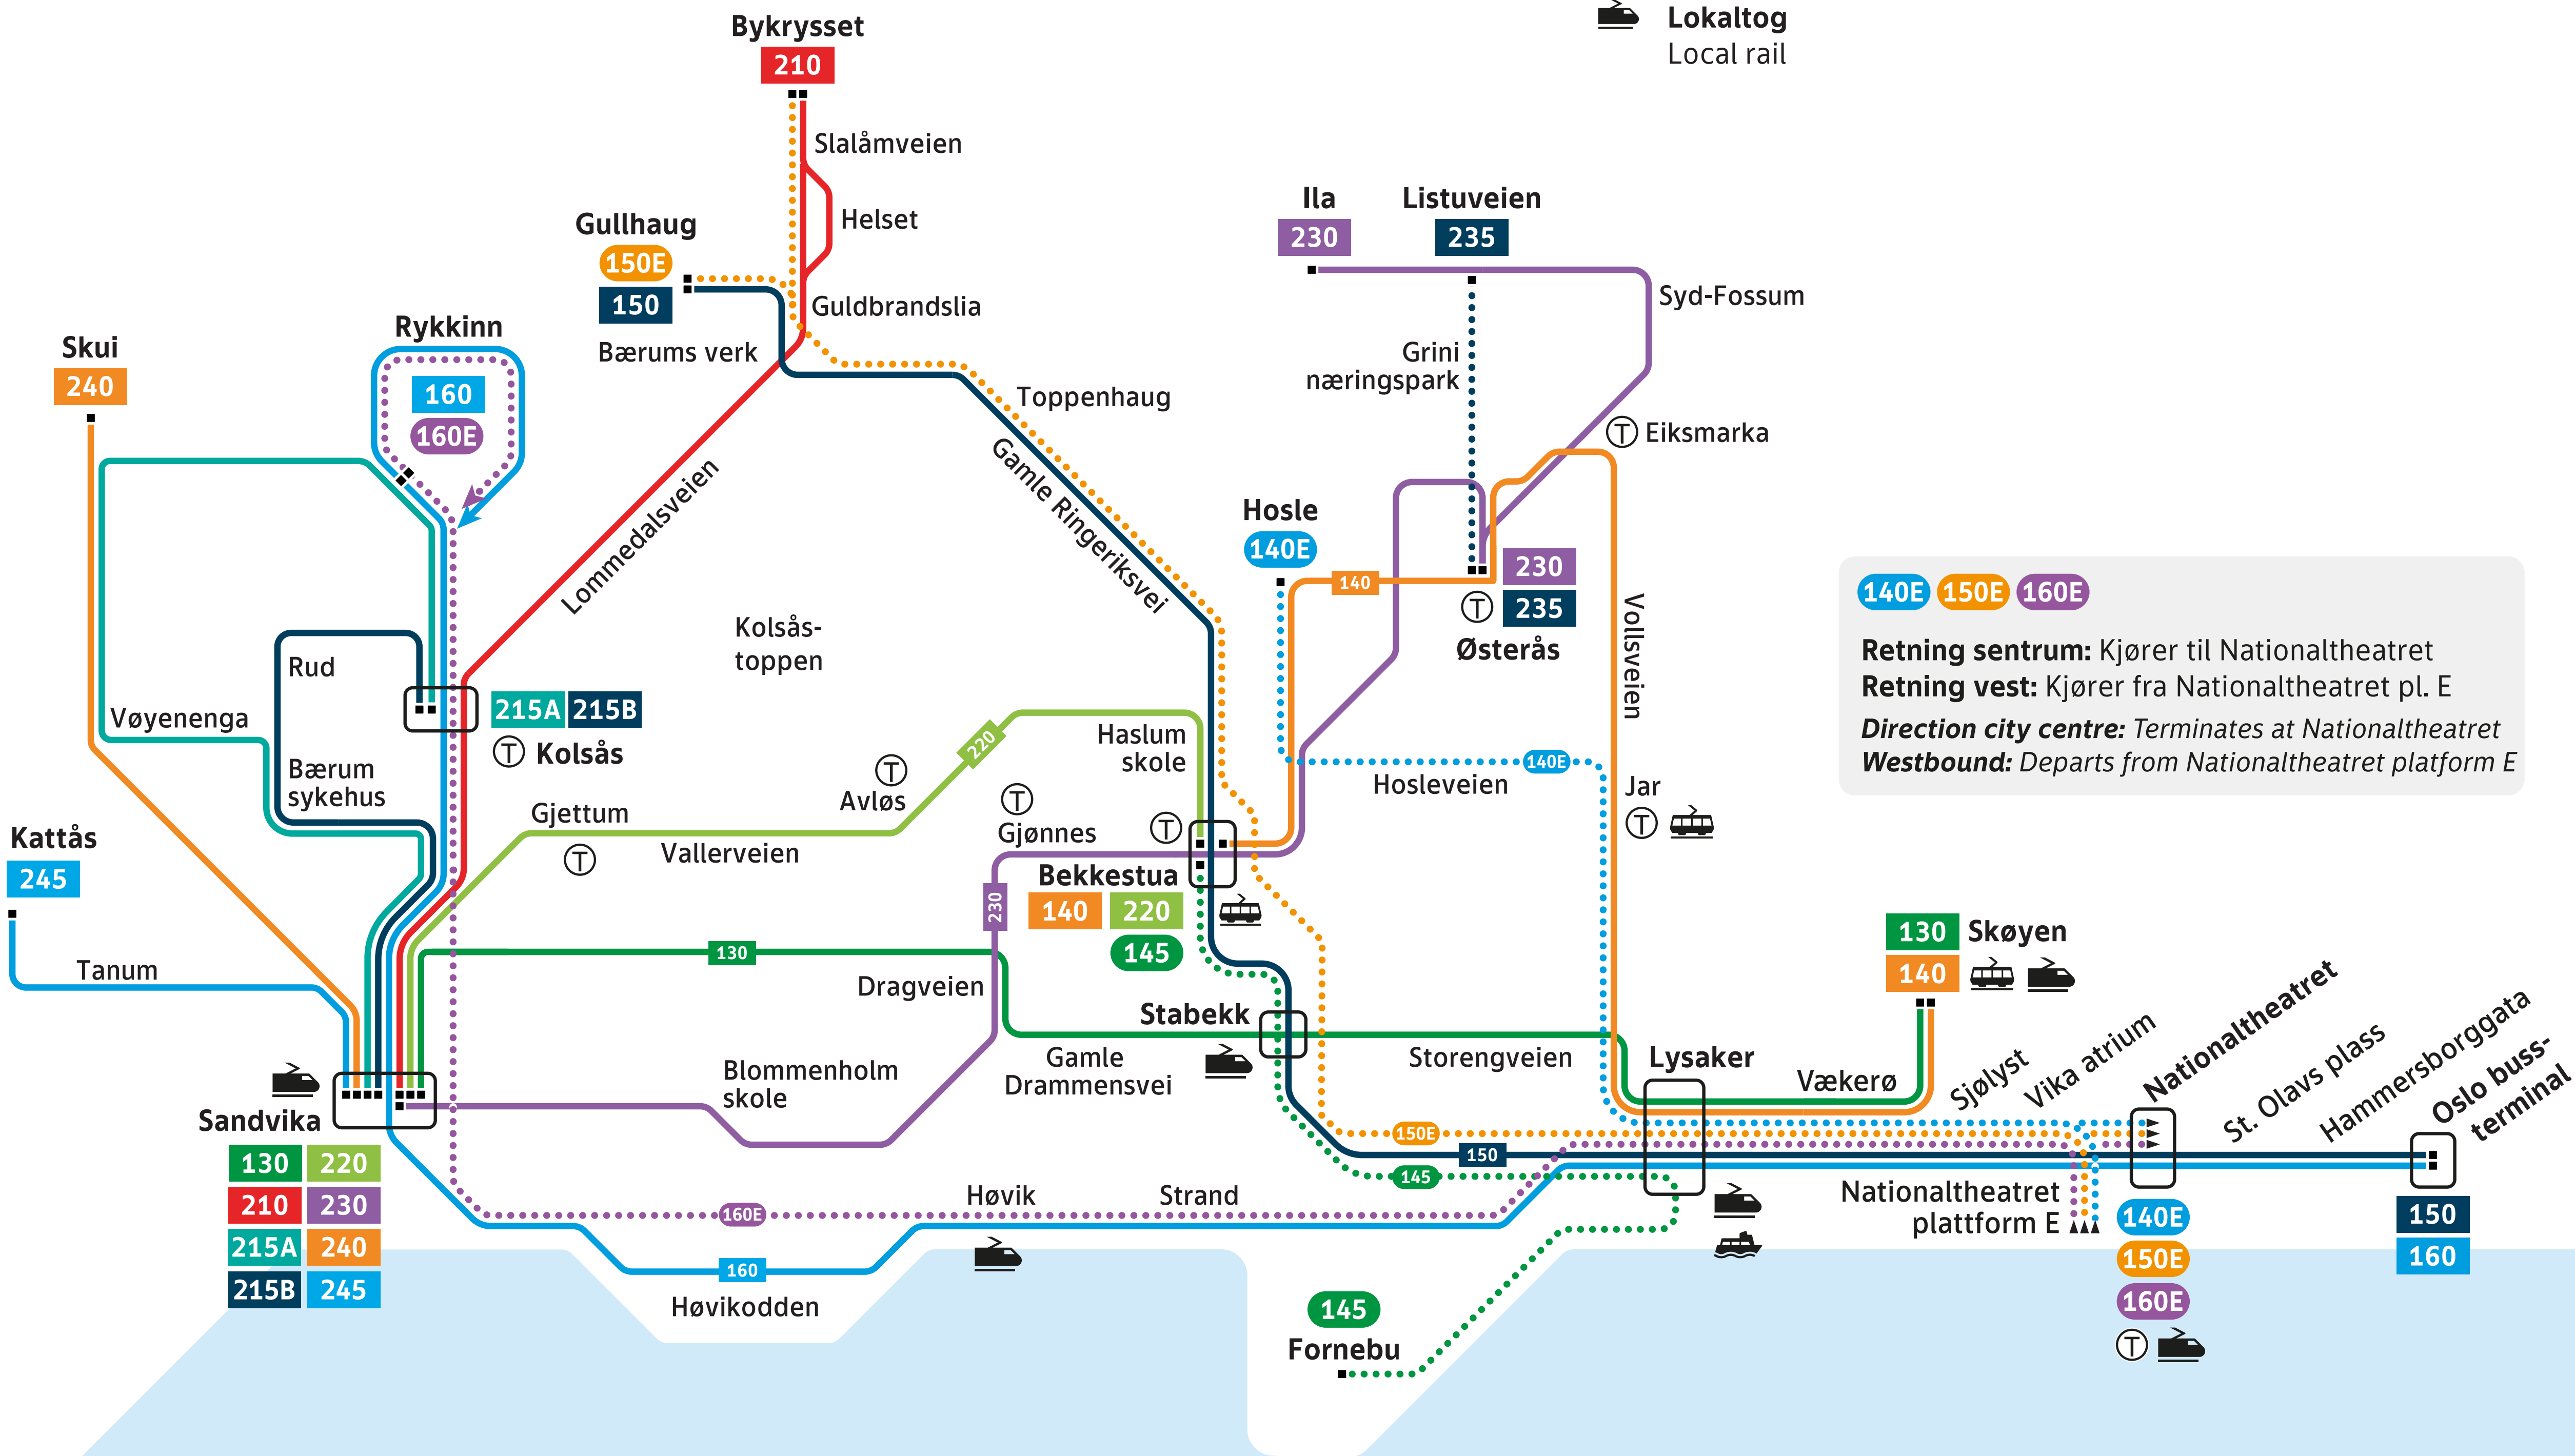 Lokaltog
Local rail
Bykrysset
210
Slalåmveien
Helset
Gullhaug
150E
150
Guldbrandslia
Bærums verk
Ila
230
Listuveien
235
Syd-Fossum
Grini
næringspark
T Eiksmarka
Skui
240
Rykkinn
160
160E
Toppenhaug
Gamle Ringeriksvei
Lommedalsveien
Kolsås-
toppen
Hosle
140E
140
230
T 235
Østerås
Vollsveien
140E 150E 160E
Retning sentrum: Kjører til Nationaltheatret
Retning vest: Kjører fra Nationaltheatret pl. E
Direction city centre: Terminates at Nationaltheatret
Westbound: Departs from Nationaltheatret platform E
Rud
Vøyenenga
215A 215B
T Kolsås
Bærum
sykehus
220
Haslum
skole
T
Avløs
Gjettum
T
Vallerveien
T
Gjønnes
T
140E
Hosleveien
Jar
T
Kattås
245
Tanum
Bekkestua
140 220
145
230
130
Dragveien
Stabekk
Gamle
Drammensvei
Storengveien
Blommenholm
skole
130 Skøyen
140
Lysaker
Vækerø
Sjølyst
Vika atrium
Nationaltheatret
St. Olavs plass
Hammersborggata
Oslo buss-
terminal
Sandvika
130 220
210 230
215A 240
215B 245
150E
150
145
Høvik
Strand
160E
160
Høvikodden
Nationaltheatret
plattform E
140E
150E
160E
T
150
160
145
Fornebu